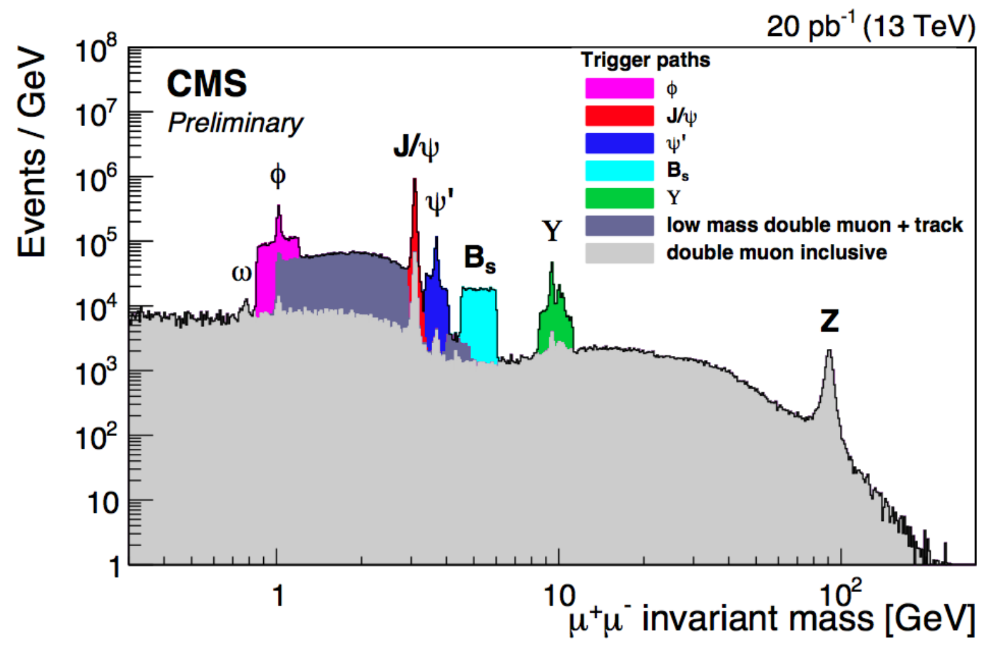 20 pb⁻¹ (13 TeV)
Events / GeV
10⁸
10⁷
10⁶
10⁵
10⁴
10³
10²
10
1
CMS
Preliminary
ω
ϕ
J/ψ
ψ'
Bₛ
Υ
Z
Trigger paths
ϕ
J/ψ
ψ'
Bₛ
Υ
low mass double muon + track
double muon inclusive
1
10
10²
μ⁺μ⁻ invariant mass [GeV]